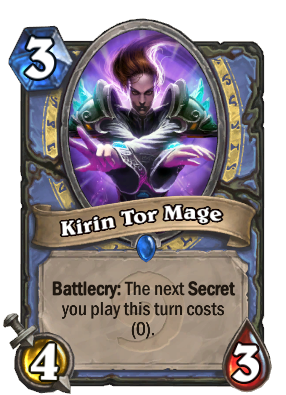 3
Kirin Tor Mage
Battlecry: The next Secret
you play this turn costs
(0).
4
3